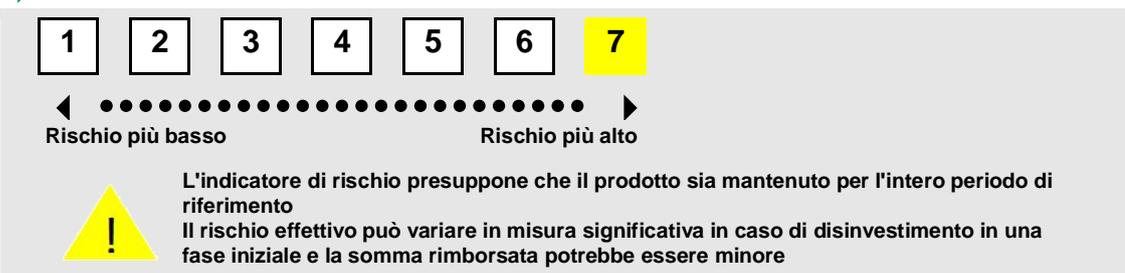 1 2 3 4 5 6 7
Rischio più basso Rischio più alto
L'indicatore di rischio presuppone che il prodotto sia mantenuto per l'intero periodo di
riferimento
Il rischio effettivo può variare in misura significativa in caso di disinvestimento in una
fase iniziale e la somma rimborsata potrebbe essere minore
!